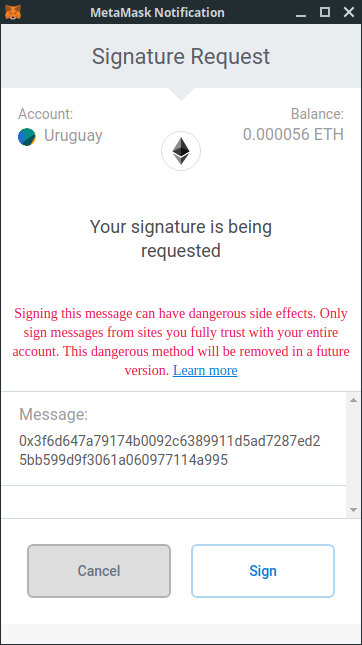 MetaMask Notification
Signature Request
Account:
Balance:
Uruguay
0.000056 ETH
Your signature is being
requested
Signing this message can have dangerous side effects. Only
sign messages from sites you fully trust with your entire
account. This dangerous method will be removed in a future
version. Learn more
Message:
0x3f6d647a79174b0092c6389911d5ad7287ed2
5bb599d9f3061a060977114a995
Cancel
Sign